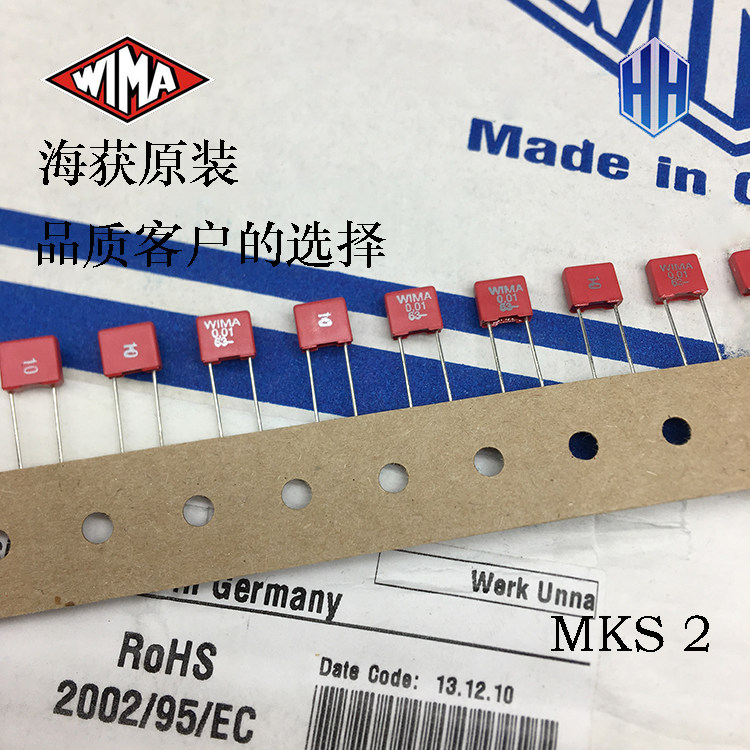 WIMA
HH
Made in
海获原装
品质客户的选择
WIMA
0.01
63-
WIMA
0.01
63-
10
WIMA
0.01
63-
WIMA
0.01
63-
10
10
10
Germany
Werk Unna
MKS 2
RoHS
2002/95/EC
Date Code: 13.12.10